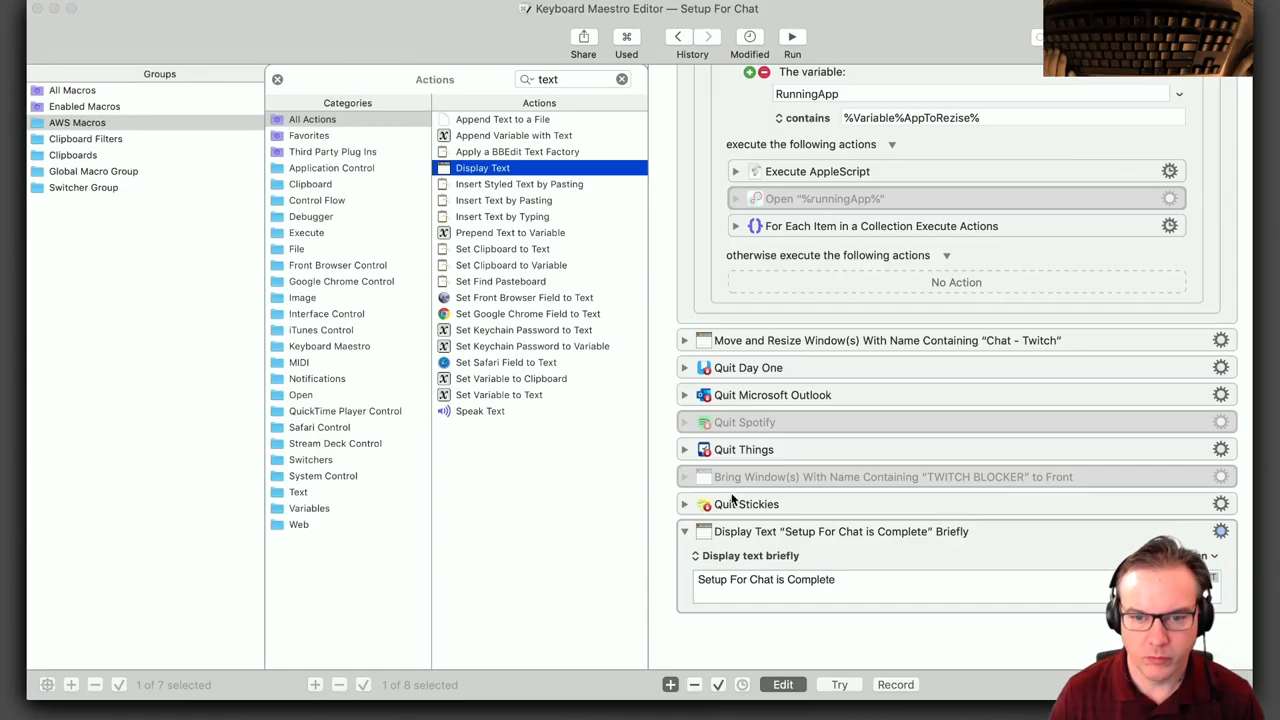 Keyboard Maestro Editor — Setup For Chat
Share
Used
History
Modified
Run
Groups
All Macros
Enabled Macros
AWS Macros
Clipboard Filters
Clipboards
Global Macro Group
Switcher Group
Actions
text
Categories
All Actions
Favorites
Third Party Plug Ins
Application Control
Clipboard
Control Flow
Debugger
Execute
File
Front Browser Control
Google Chrome Control
Image
Interface Control
iTunes Control
Keyboard Maestro
MIDI
Notifications
Open
QuickTime Player Control
Safari Control
Stream Deck Control
Switchers
System Control
Text
Variables
Web
Actions
Append Text to a File
Append Variable with Text
Apply a BBEdit Text Factory
Display Text
Insert Styled Text by Pasting
Insert Text by Pasting
Insert Text by Typing
Prepend Text to Variable
Set Clipboard to Text
Set Clipboard to Variable
Set Find Pasteboard
Set Front Browser Field to Text
Set Google Chrome Field to Text
Set Keychain Password to Text
Set Keychain Password to Variable
Set Safari Field to Text
Set Variable to Clipboard
Set Variable to Text
Speak Text
The variable:
RunningApp
contains %Variable%AppToRezise%
execute the following actions
Execute AppleScript
Open “%runningApp%”
For Each Item in a Collection Execute Actions
otherwise execute the following actions
No Action
Move and Resize Window(s) With Name Containing “Chat - Twitch”
Quit Day One
Quit Microsoft Outlook
Quit Spotify
Quit Things
Bring Window(s) With Name Containing “TWITCH BLOCKER” to Front
Quit Stickies
Display Text “Setup For Chat is Complete” Briefly
Display text briefly
Setup For Chat is Complete
1 of 7 selected
1 of 8 selected
Edit
Try
Record